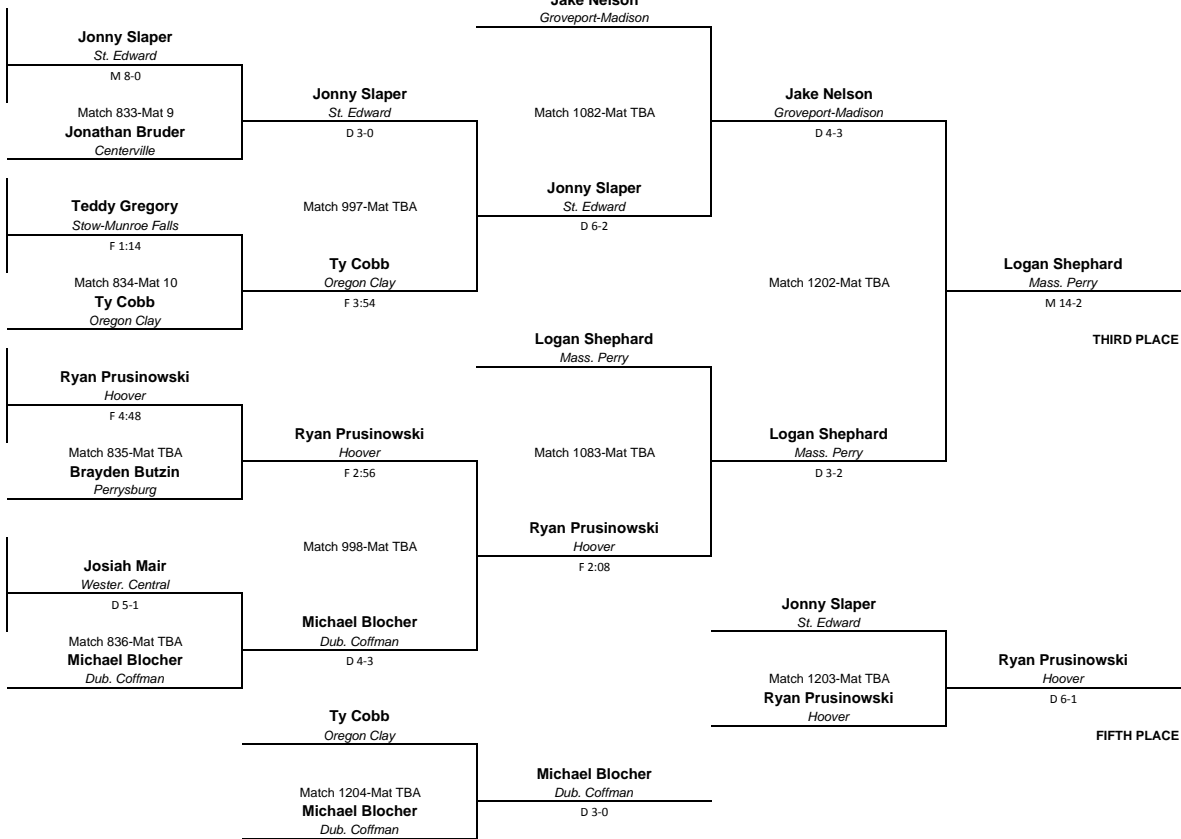 Jake Nelson
Groveport-Madison
Jonny Slaper
St. Edward
M 8-0
Match 833-Mat 9
Jonathan Bruder
Centerville
Jonny Slaper
St. Edward
D 3-0
Match 1082-Mat TBA
Jake Nelson
Groveport-Madison
D 4-3
Teddy Gregory
Stow-Munroe Falls
F 1:14
Match 834-Mat 10
Ty Cobb
Oregon Clay
Match 997-Mat TBA
Jonny Slaper
St. Edward
D 6-2
Ty Cobb
Oregon Clay
F 3:54
Match 1202-Mat TBA
Logan Shephard
Mass. Perry
M 14-2
THIRD PLACE
Logan Shephard
Mass. Perry
Ryan Prusinowski
Hoover
F 4:48
Match 835-Mat TBA
Brayden Butzin
Perrysburg
Ryan Prusinowski
Hoover
F 2:56
Match 1083-Mat TBA
Logan Shephard
Mass. Perry
D 3-2
Match 998-Mat TBA
Ryan Prusinowski
Hoover
F 2:08
Josiah Mair
Wester. Central
D 5-1
Match 836-Mat TBA
Michael Blocher
Dub. Coffman
Michael Blocher
Dub. Coffman
D 4-3
Jonny Slaper
St. Edward
Match 1203-Mat TBA
Ryan Prusinowski
Hoover
Ryan Prusinowski
Hoover
D 6-1
FIFTH PLACE
Ty Cobb
Oregon Clay
Match 1204-Mat TBA
Michael Blocher
Dub. Coffman
Michael Blocher
Dub. Coffman
D 3-0